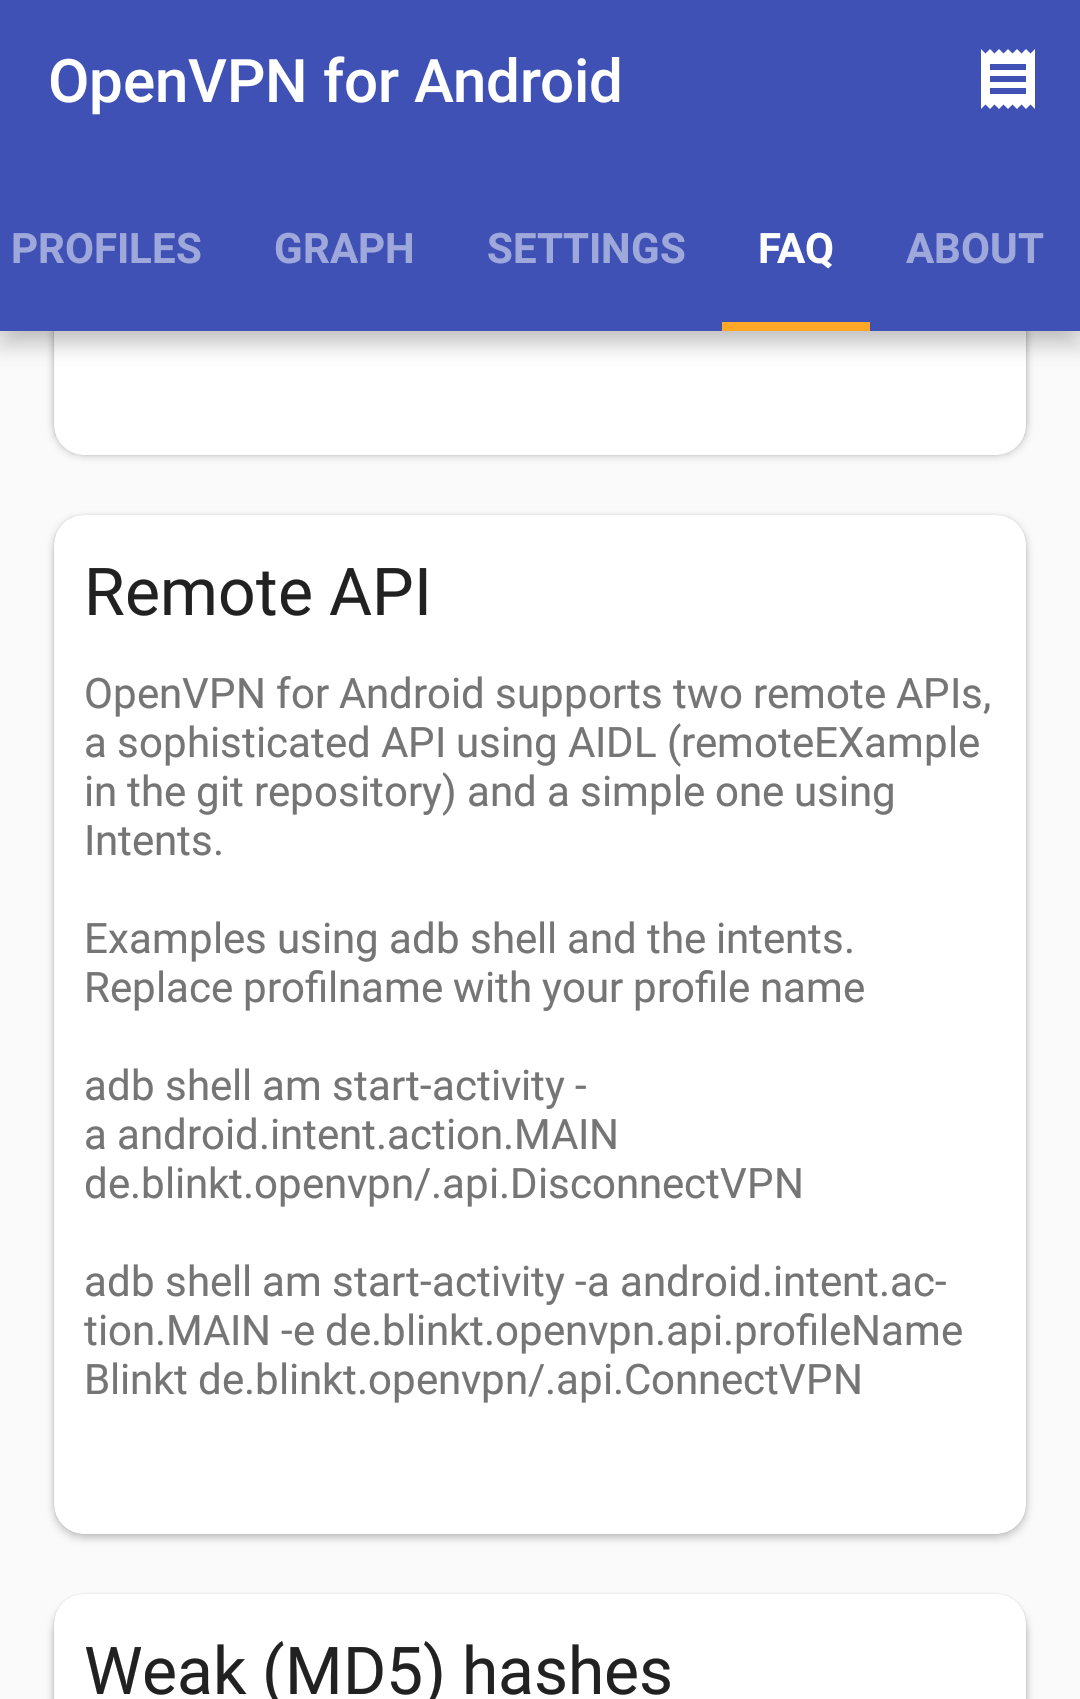 OpenVPN for Android
PROFILES GRAPH SETTINGS FAQ ABOUT
Remote API
OpenVPN for Android supports two remote APIs,
a sophisticated API using AIDL (remoteEXample
in the git repository) and a simple one using
Intents.
Examples using adb shell and the intents.
Replace profilname with your profile name
adb shell am start-activity -
a android.intent.action.MAIN
de.blinkt.openvpn/.api.DisconnectVPN
adb shell am start-activity -a android.intent.ac-
tion.MAIN -e de.blinkt.openvpn.api.profileName
Blinkt de.blinkt.openvpn/.api.ConnectVPN
Weak (MD5) hashes